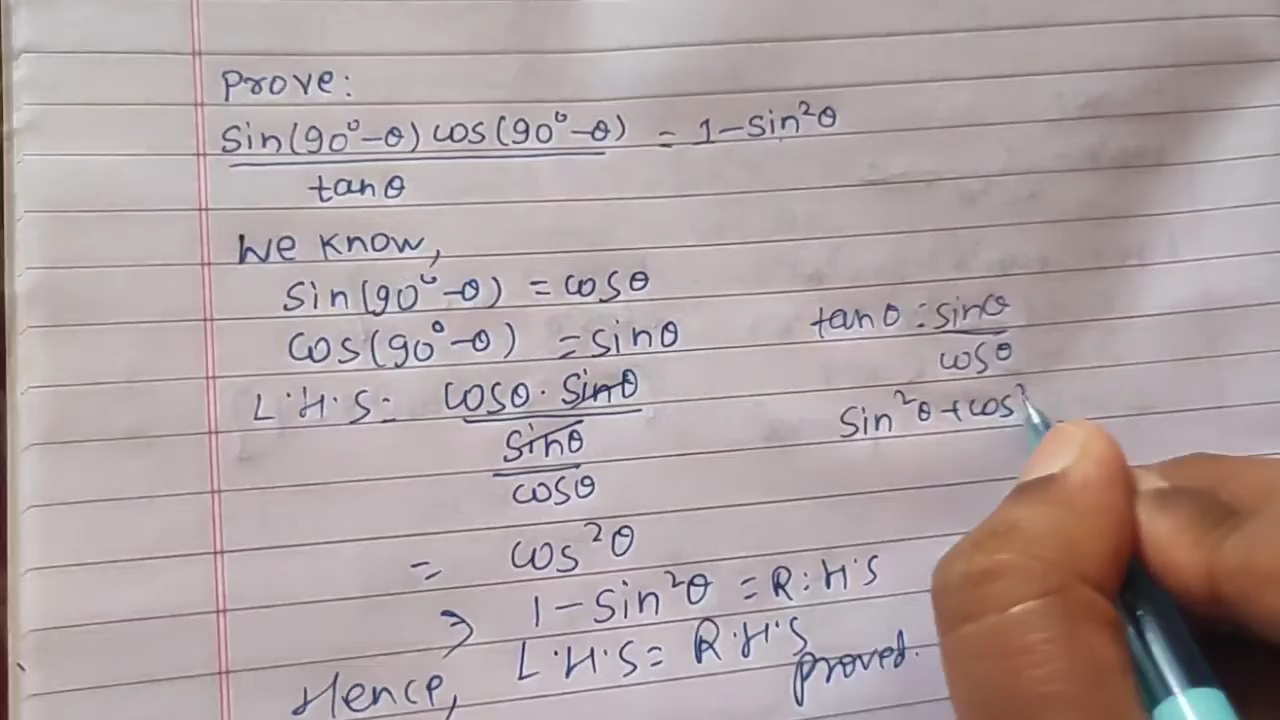 Prove:
Sin(90°-θ) cos(90°-θ) = 1-Sin²θ
tanθ
We know,
Sin(90°-θ) = cosθ
cos(90°-θ) = sinθ
tanθ = sinθ
cosθ
L.H.S = cosθ. sinθ
sinθ
cosθ
Sin²θ + cos²
= cos²θ
⇒ 1-Sin²θ = R.H.S
Hence, L.H.S = R.H.S
Proved.